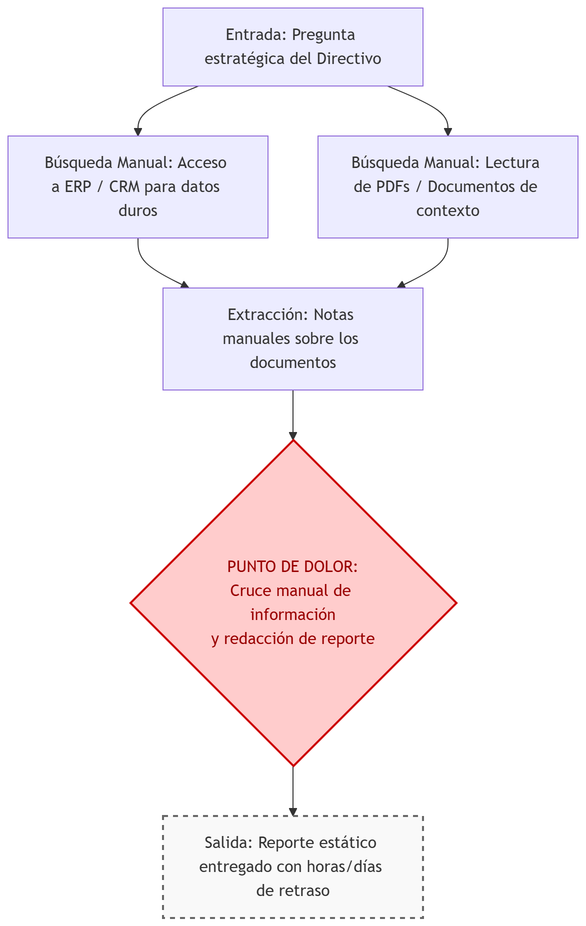 Entrada: Pregunta
estratégica del Directivo
Búsqueda Manual: Acceso
a ERP / CRM para datos
duros
Búsqueda Manual: Lectura
de PDFs / Documentos de
contexto
Extracción: Notas
manuales sobre los
documentos
PUNTO DE DOLOR:
Cruce manual de
información
y redacción de reporte
Salida: Reporte estático
entregado con horas/días
de retraso